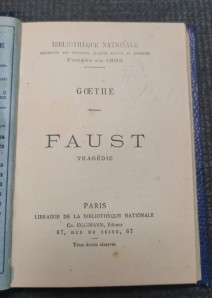 BIBLIOTHÈQUE NATIONALE
COLLECTION DES MEILLEURS AUTEURS ANCIENS ET MODERNES
Fondée en 1863
GŒTHE
FAUST
TRAGÉDIE
PARIS
LIBRAIRIE DE LA BIBLIOTHÈQUE NATIONALE
Ch. EGGIMANN, Éditeur
67, RUE DE SEINE, 67
Tous droits réservés